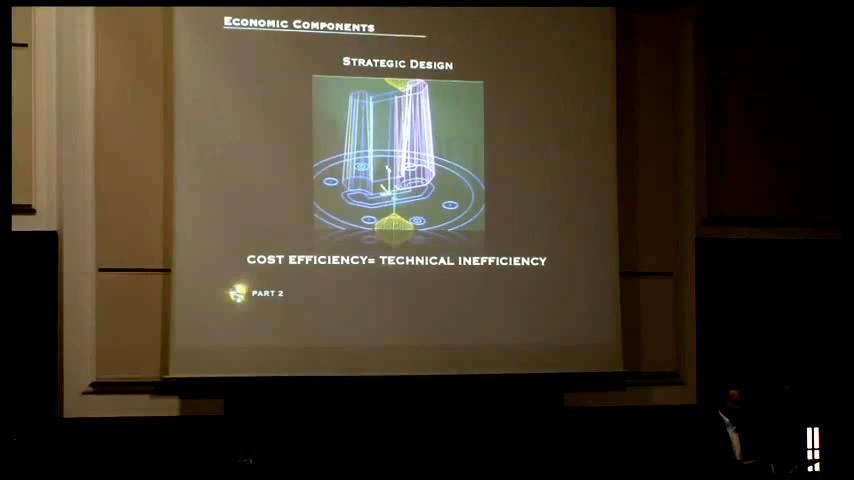 ECONOMIC COMPONENTS
STRATEGIC DESIGN
COST EFFICIENCY= TECHNICAL INEFFICIENCY
PART 2